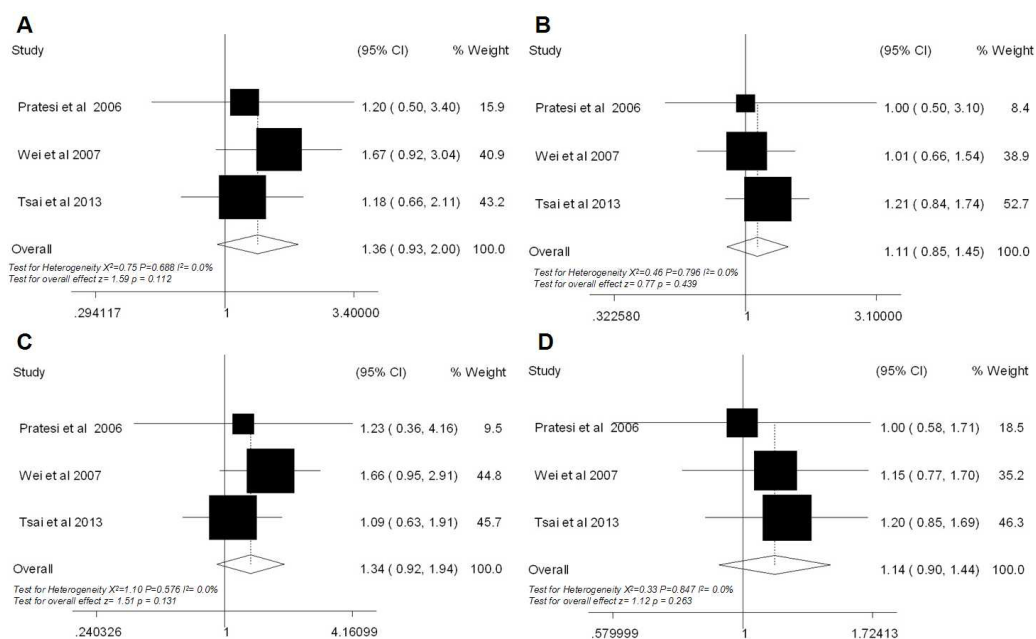 A
Study (95% CI) % Weight
Pratesi et al 2006 1.20 ( 0.50, 3.40) 15.9
Wei et al 2007 1.67 ( 0.92, 3.04) 40.9
Tsai et al 2013 1.18 ( 0.66, 2.11) 43.2
Overall 1.36 ( 0.93, 2.00) 100.0
Test for Heterogeneity X²=0.75 P=0.688 I²= 0.0%
Test for overall effect z= 1.59 p = 0.112
.294117 1 3.40000
B
Study (95% CI) % Weight
Pratesi et al 2006 1.00 ( 0.50, 3.10) 8.4
Wei et al 2007 1.01 ( 0.66, 1.54) 38.9
Tsai et al 2013 1.21 ( 0.84, 1.74) 52.7
Overall 1.11 ( 0.85, 1.45) 100.0
Test for Heterogeneity X²=0.46 P=0.796 I²= 0.0%
Test for overall effect z= 0.77 p = 0.439
.322580 1 3.10000
C
Study (95% CI) % Weight
Pratesi et al 2006 1.23 ( 0.36, 4.16) 9.5
Wei et al 2007 1.66 ( 0.95, 2.91) 44.8
Tsai et al 2013 1.09 ( 0.63, 1.91) 45.7
Overall 1.34 ( 0.92, 1.94) 100.0
Test for Heterogeneity X²=1.10 P=0.576 I²= 0.0%
Test for overall effect z= 1.51 p = 0.131
.240326 1 4.16099
D
Study (95% CI) % Weight
Pratesi et al 2006 1.00 ( 0.58, 1.71) 18.5
Wei et al 2007 1.15 ( 0.77, 1.70) 35.2
Tsai et al 2013 1.20 ( 0.85, 1.69) 46.3
Overall 1.14 ( 0.90, 1.44) 100.0
Test for Heterogeneity X²=0.33 P=0.847 I²= 0.0%
Test for overall effect z= 1.12 p = 0.263
.579999 1 1.72413